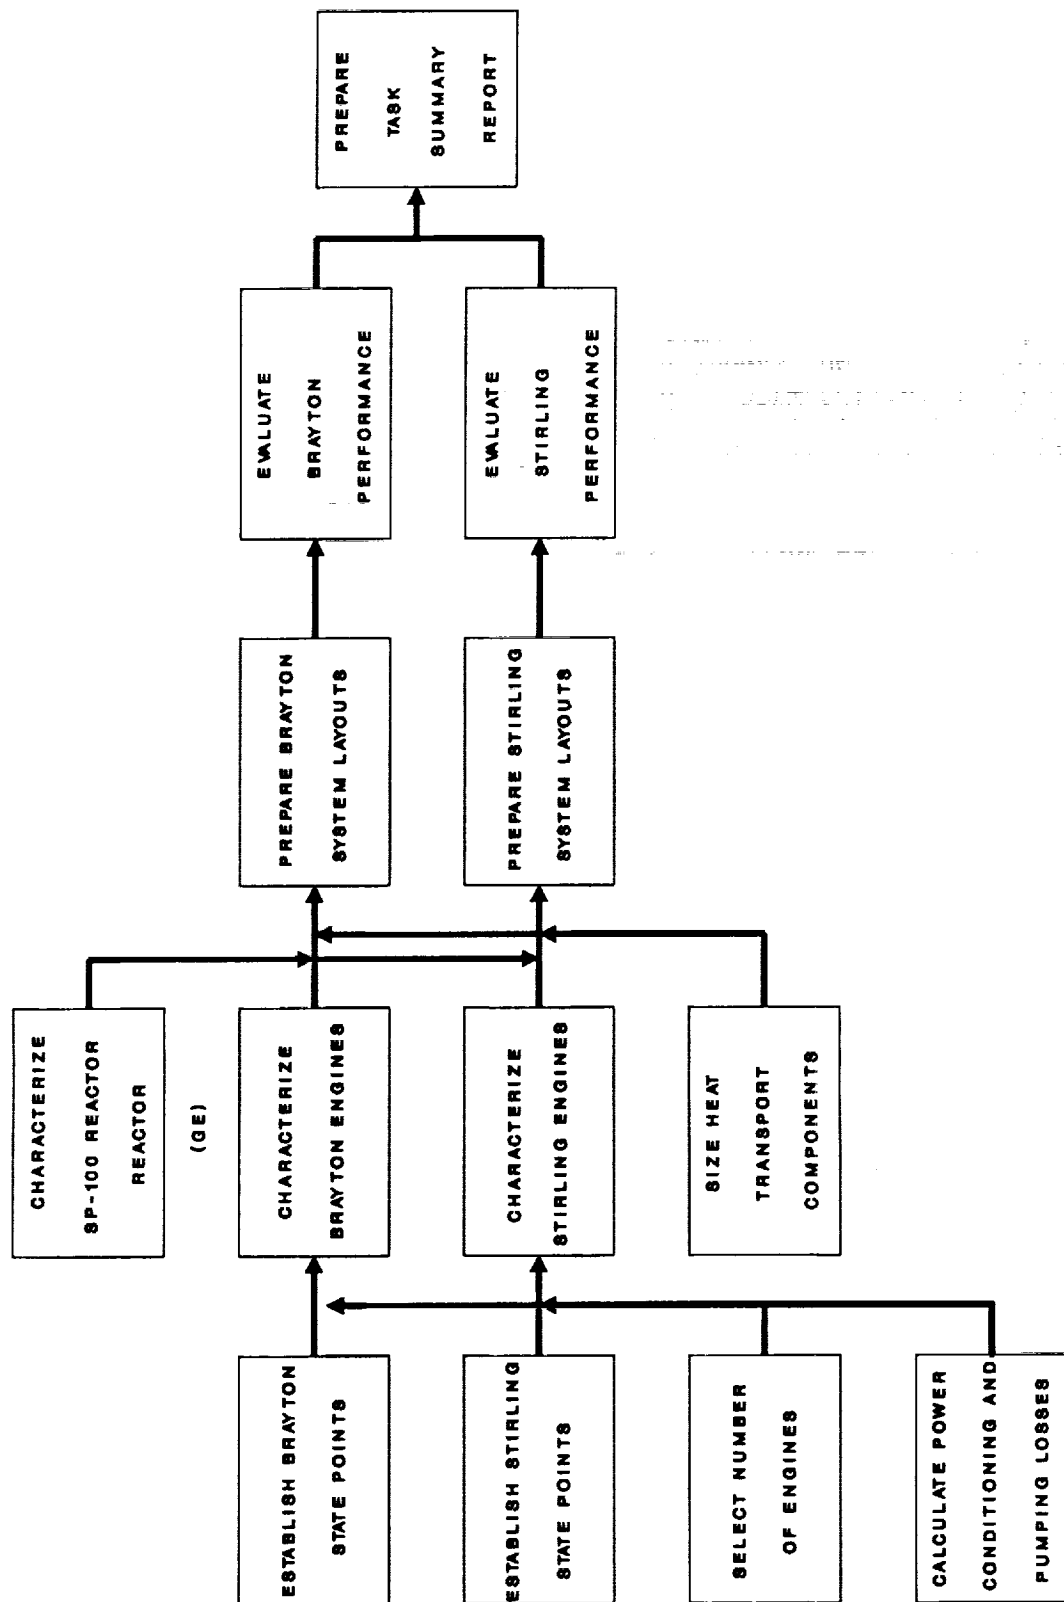 ESTABLISH BRAYTON
STATE POINTS
ESTABLISH STIRLING
STATE POINTS
SELECT NUMBER
OF ENGINES
CALCULATE POWER
CONDITIONING AND
PUMPING LOSSES
CHARACTERIZE
SP-100 REACTOR
REACTOR
(GE)
CHARACTERIZE
BRAYTON ENGINES
CHARACTERIZE
STIRLING ENGINES
SIZE HEAT
TRANSPORT
COMPONENTS
PREPARE BRAYTON
SYSTEM LAYOUTS
PREPARE STIRLING
SYSTEM LAYOUTS
EVALUATE
BRAYTON
PERFORMANCE
EVALUATE
STIRLING
PERFORMANCE
PREPARE
TASK
SUMMARY
REPORT